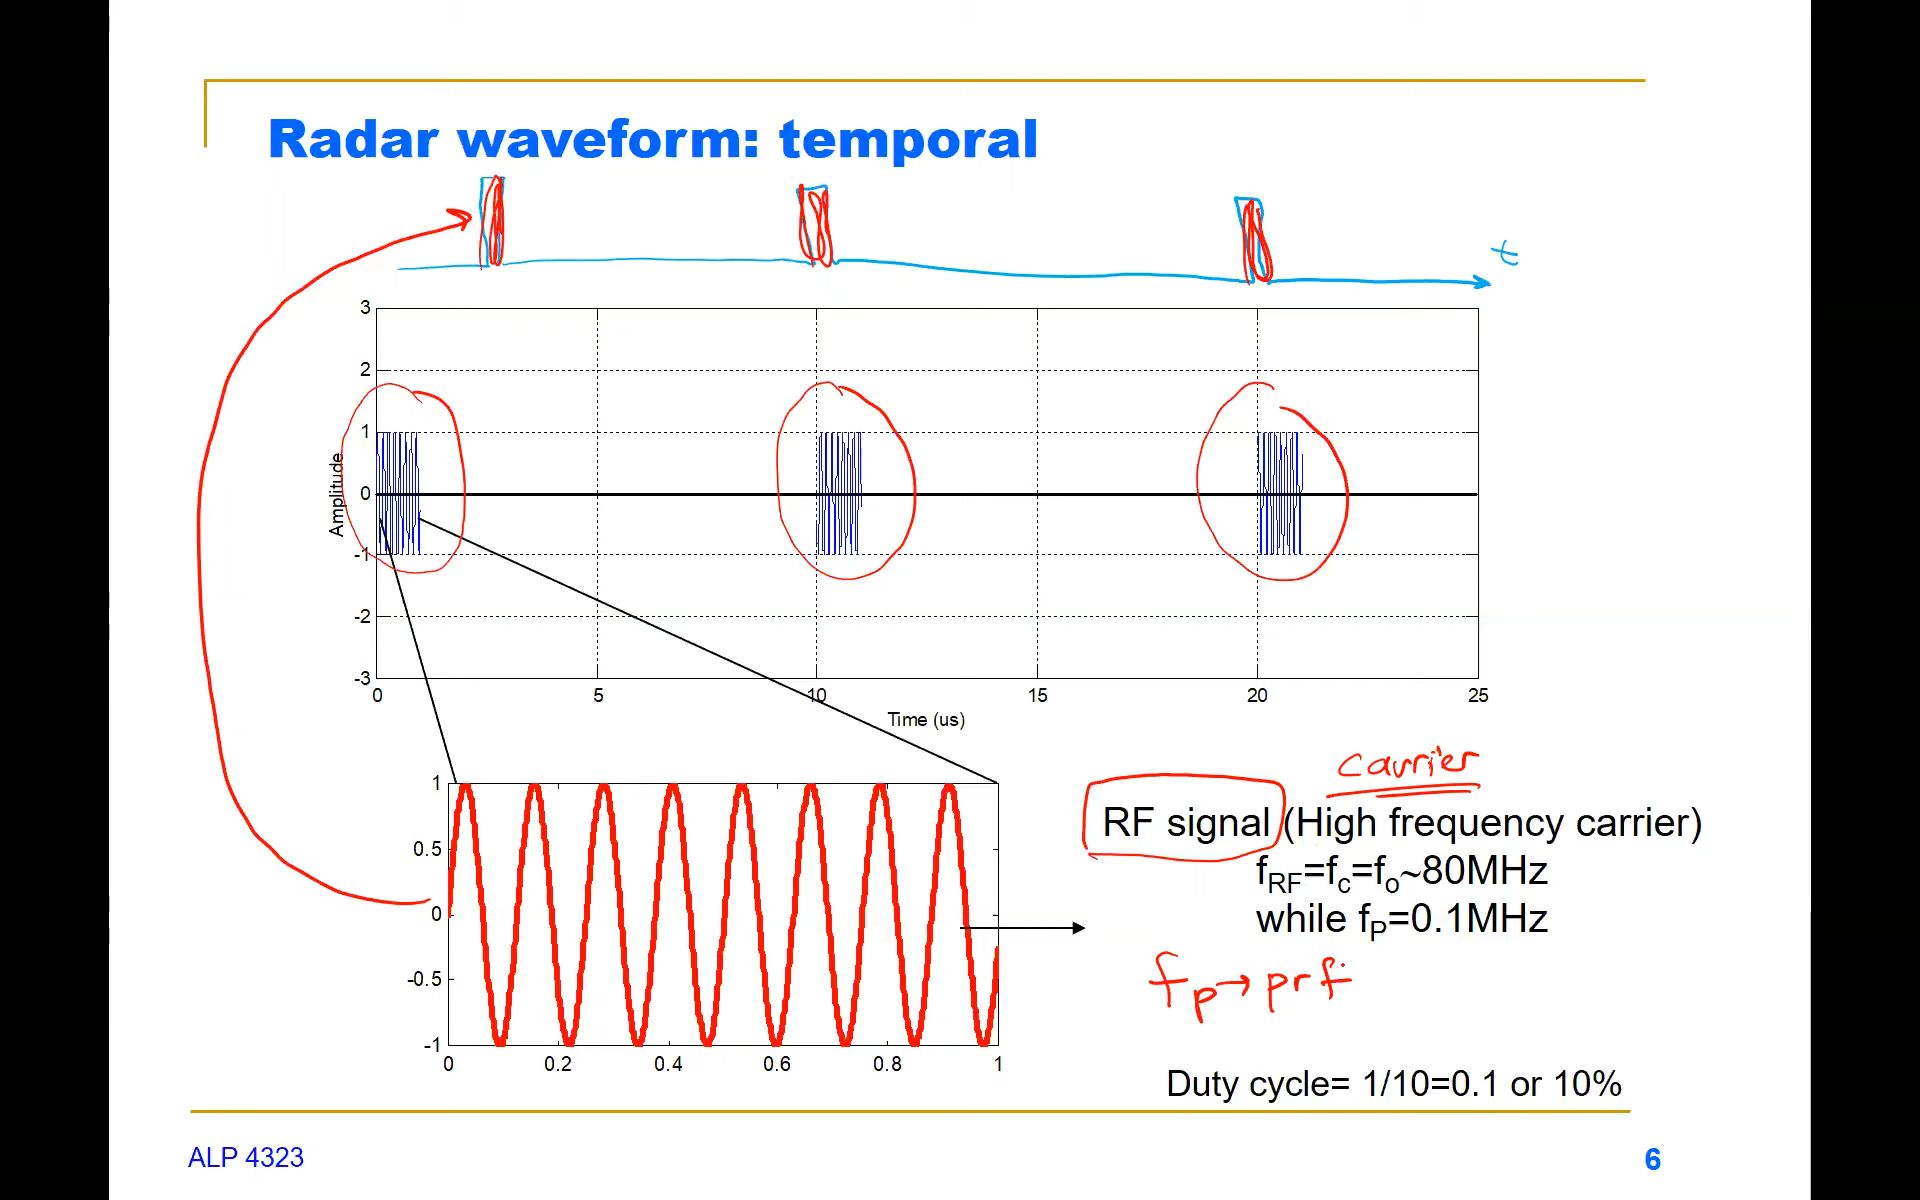 Radar waveform: temporal
t
3
2
1
0
-1
-2
-3
Amplitude
0 5 10 15 20 25
Time (us)
carrier
RF signal (High frequency carrier)
fRF=fc=fo~80MHz
while fP=0.1MHz
fp→prf
1
0.5
0
-0.5
-1
0 0.2 0.4 0.6 0.8 1
Duty cycle= 1/10=0.1 or 10%
ALP 4323
6